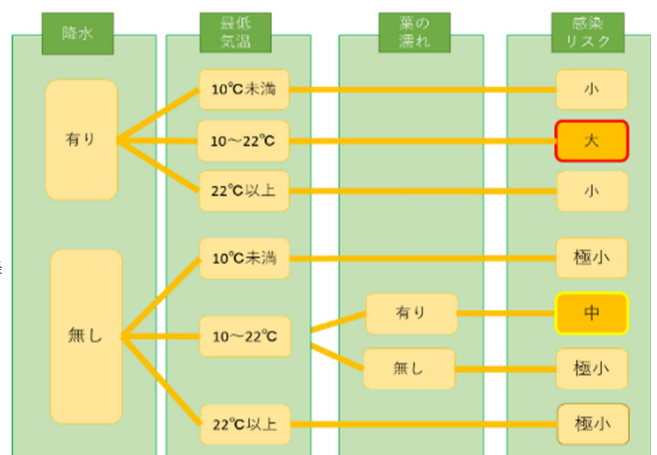 降水
最低
気温
葉の
濡れ
感染
リスク
有り
10℃未満
小
10～22℃
大
22℃以上
小
無し
10℃未満
極小
10～22℃
有り
中
無し
極小
22℃以上
極小